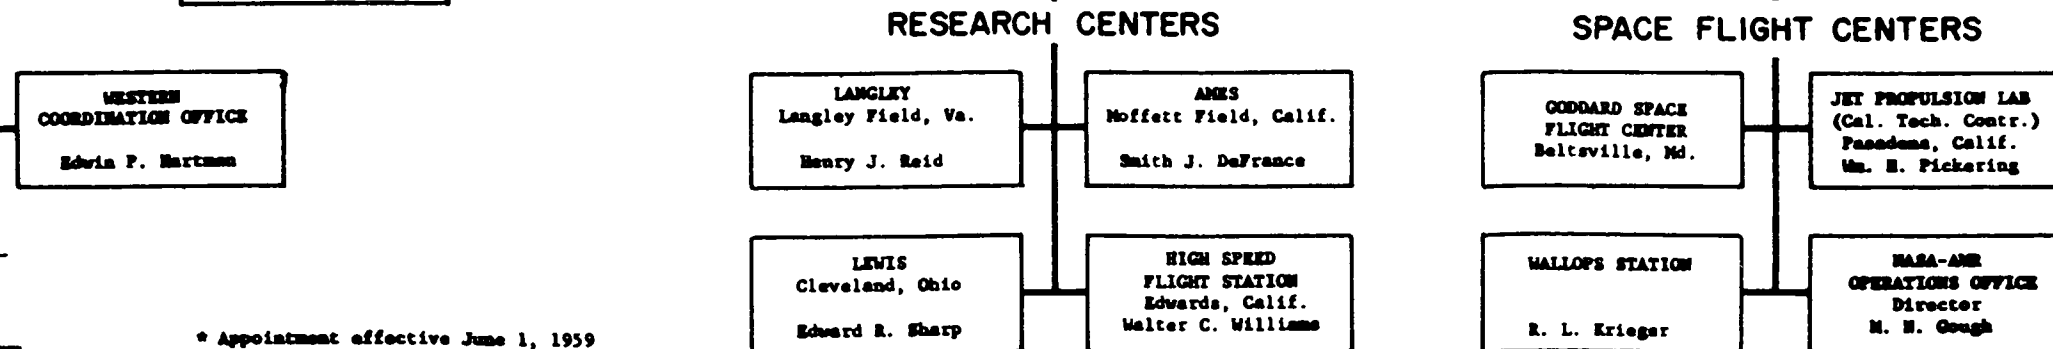 RESEARCH CENTERS
SPACE FLIGHT CENTERS
WESTERN
COORDINATION OFFICE
Edwin P. Hartman
LANGLEY
Langley Field, Va.
Henry J. Reid
AMES
Moffett Field, Calif.
Smith J. DeFrance
GODDARD SPACE
FLIGHT CENTER
Beltsville, Md.
JET PROPULSION LAB
(Cal. Tech. Contr.)
Pasadena, Calif.
Wm. H. Pickering
LEWIS
Cleveland, Ohio
Edward R. Sharp
HIGH SPEED
FLIGHT STATION
Edwards, Calif.
Walter C. Williams
WALLOPS STATION
R. L. Krieger
NASA-AMR
OPERATIONS OFFICE
Director
M. N. Gough
* Appointment effective June 1, 1959